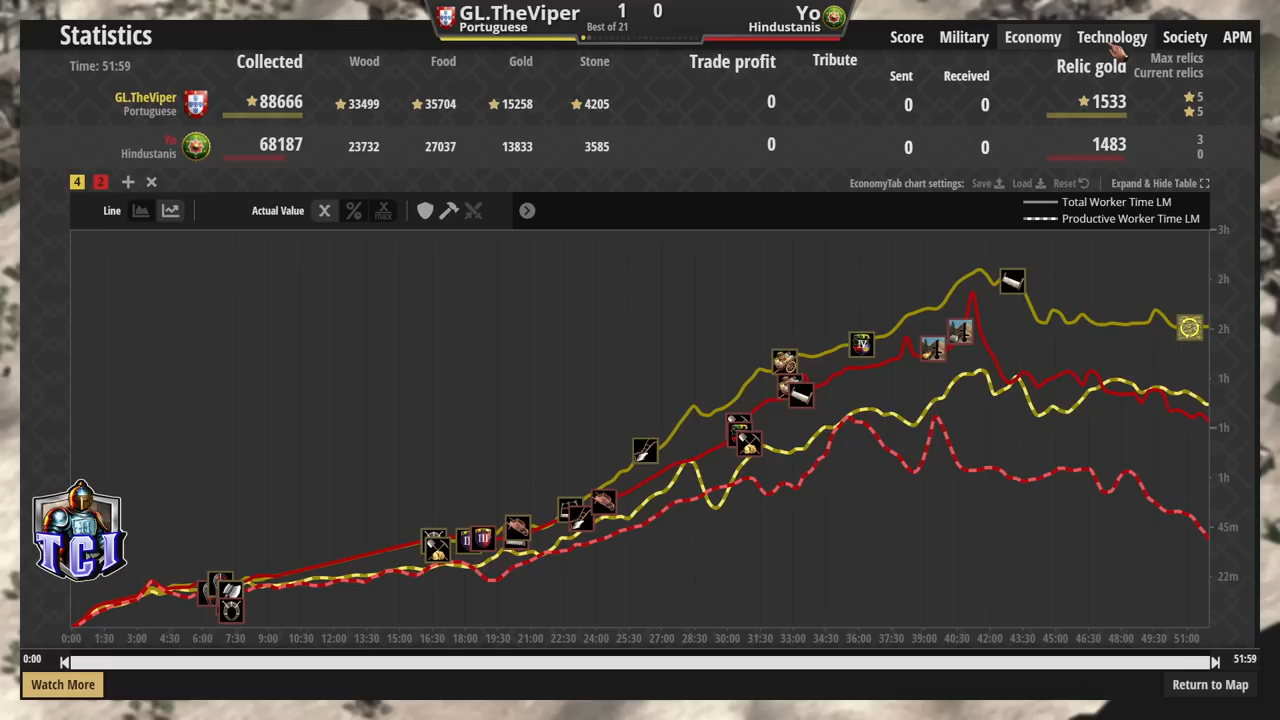 GL.TheViper 1 0 Yo
Portuguese Best of 21 Hindustanis
Statistics
Score Military Economy Technology Society APM
Time: 51:59
Collected Wood Food Gold Stone Trade profit Tribute Sent Received Relic gold Max relics
Current relics
GL.TheViper
Portuguese
88666 33499 35704 15258 4205 0 0 0 1533 5
5
Yo
Hindustanis
68187 23732 27037 13833 3585 0 0 0 1483 3
0
4 2
EconomyTab chart settings: Save Load Reset Expand & Hide Table
Line Actual Value X % X/max
Total Worker Time LM
Productive Worker Time LM
3h
2h
2h
1h
1h
1h
45m
22m
IV
II III
TCI
0:00 1:30 3:00 4:30 6:00 7:30 9:00 10:30 12:00 13:30 15:00 16:30 18:00 19:30 21:00 22:30 24:00 25:30 27:00 28:30 30:00 31:30 33:00 34:30 36:00 37:30 39:00 40:30 42:00 43:30 45:00 46:30 48:00 49:30 51:00
0:00 51:59
Watch More Return to Map